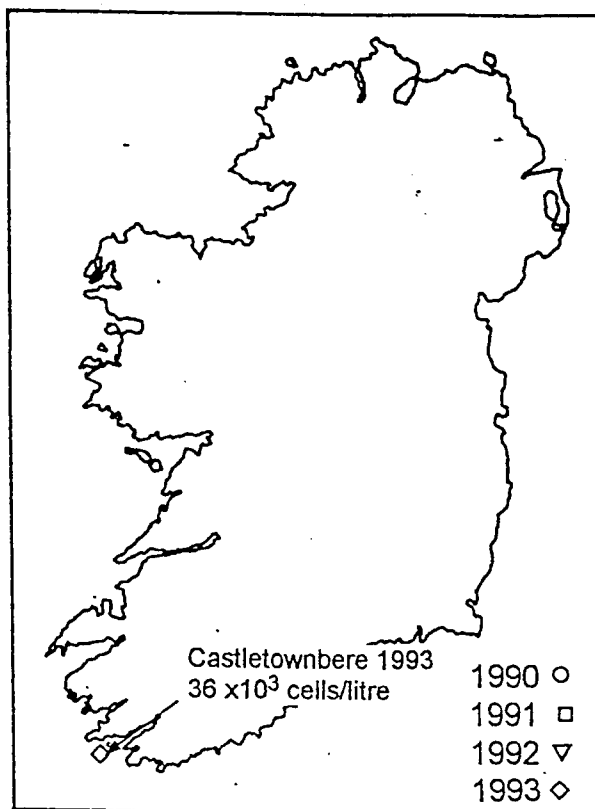 Castletownbere 1993
36 x10³ cells/litre
1990 ○
1991 □
1992 ▽
1993 ◇